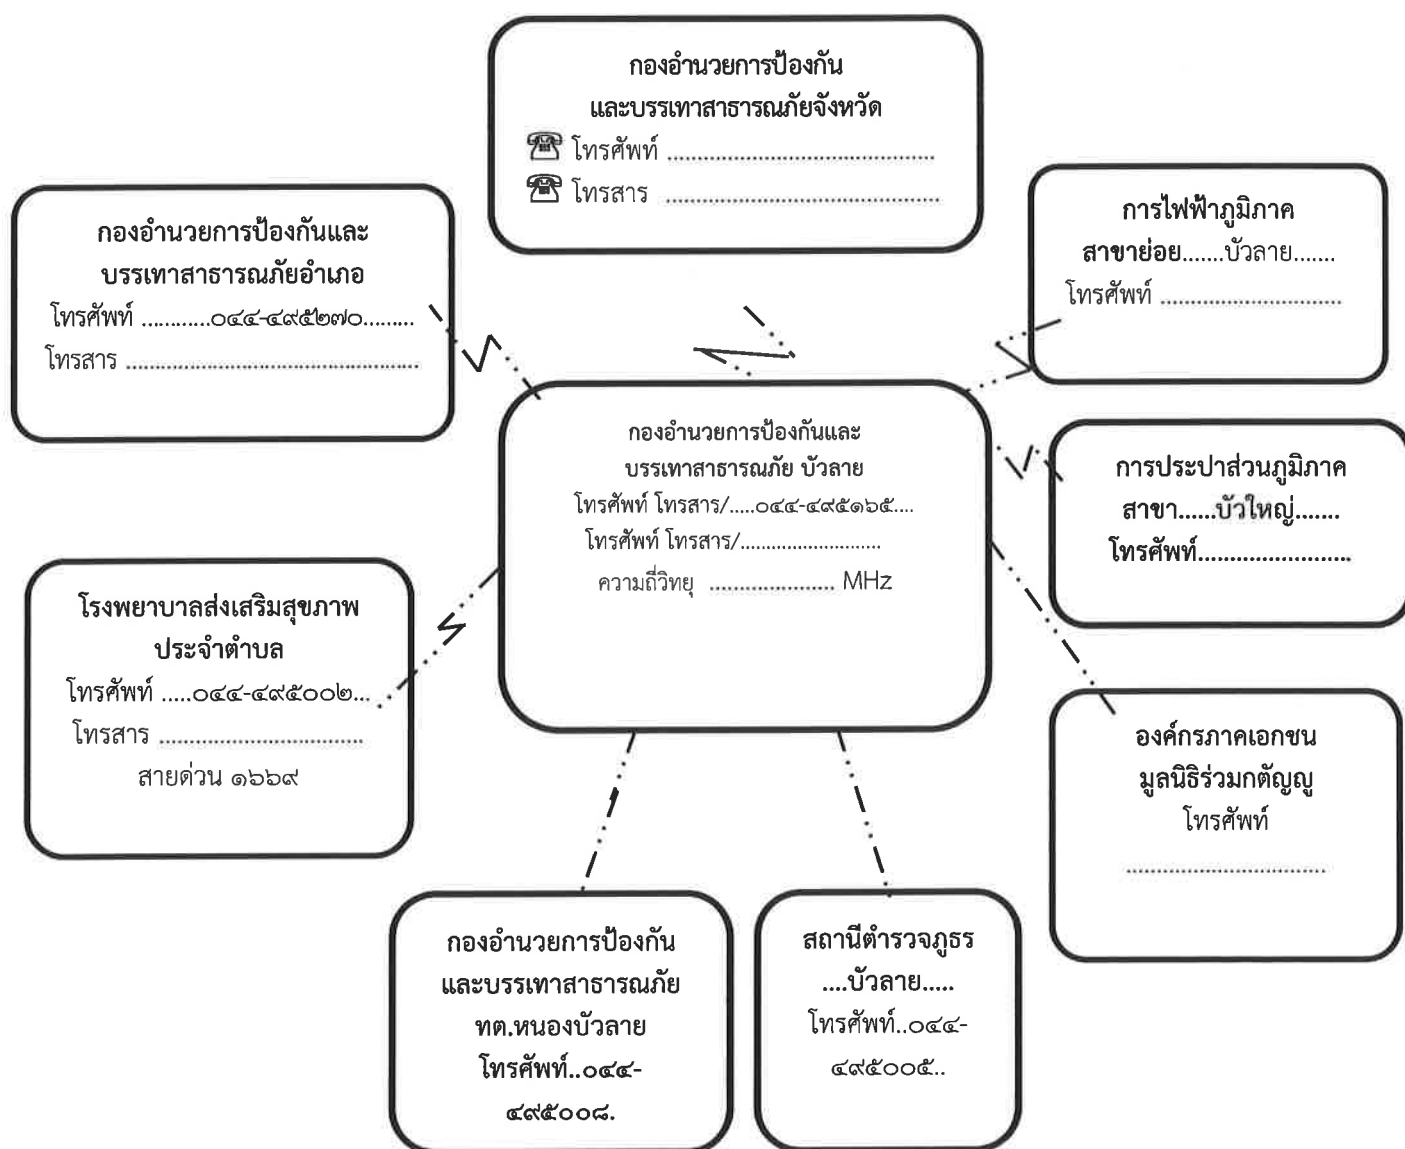 กองอำนวยการป้องกัน
และบรรเทาสาธารณภัยจังหวัด
โทรศัพท์ .......................................
โทรสาร .......................................
กองอำนวยการป้องกันและ
บรรเทาสาธารณภัยอำเภอ
โทรศัพท์ ...........๐๔๔-๔๙๕๒๗๐.........
โทรสาร ..................................................
การไฟฟ้าภูมิภาค
สาขาย่อย.......บัวลาย.......
โทรศัพท์ ..............................
กองอำนวยการป้องกันและ
บรรเทาสาธารณภัย บัวลาย
โทรศัพท์ โทรสาร/.....๐๔๔-๔๙๕๑๖๕....
โทรศัพท์ โทรสาร/............................
ความถี่วิทยุ ..................... MHz
การประปาส่วนภูมิภาค
สาขา......บัวใหญ่.......
โทรศัพท์........................
โรงพยาบาลส่งเสริมสุขภาพ
ประจำตำบล
โทรศัพท์ .....๐๔๔-๔๙๕๐๐๒...
โทรสาร ..................................
สายด่วน ๑๖๖๙
องค์กรภาคเอกชน
มูลนิธิร่วมกตัญญู
โทรศัพท์
.................................
กองอำนวยการป้องกัน
และบรรเทาสาธารณภัย
ทต.หนองบัวลาย
โทรศัพท์..๐๔๔-
๔๙๕๐๐๘.
สถานีตำรวจภูธร
....บัวลาย.....
โทรศัพท์..๐๔๔-
๔๙๕๐๐๕..